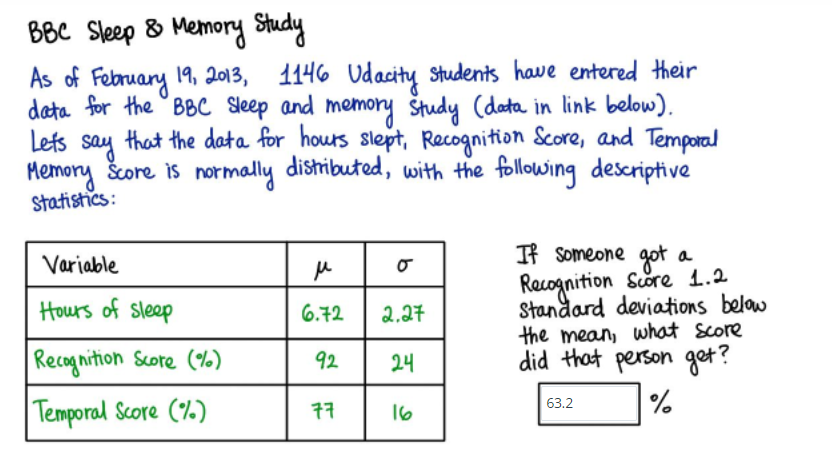 BBC Sleep & Memory Study
As of February 19, 2013, 1146 Udacity students have entered their
data for the BBC Sleep and memory Study (data in link below).
Lets say that the data for hours slept, Recognition Score, and Temporal
Memory Score is normally distributed, with the following descriptive
Statistics:
Variable μ σ
Hours of Sleep 6.72 2.27
Recognition Score (%) 92 24
Temporal Score (%) 77 16
If someone got a
Recognition Score 1.2
Standard deviations below
the mean, what score
did that person get?
63.2 %